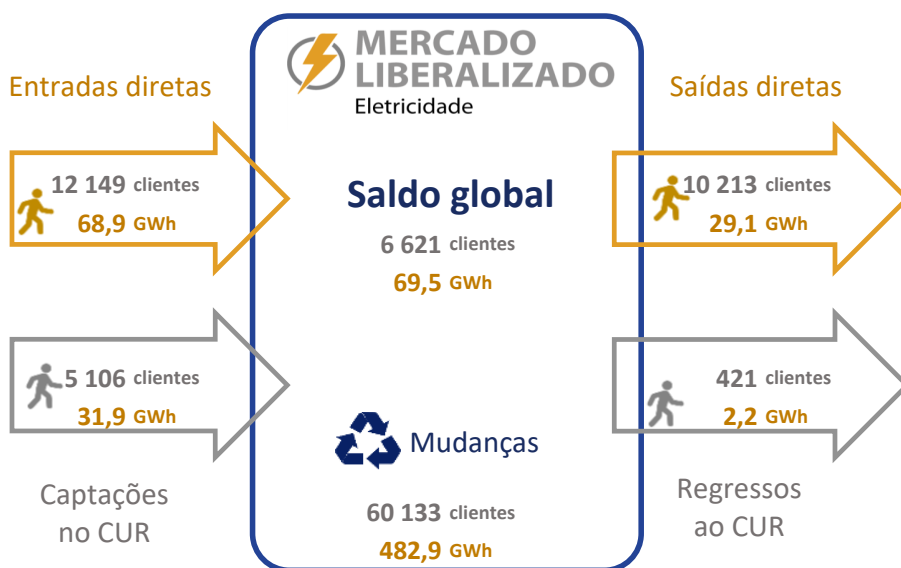 MERCADO
LIBERALIZADO
Eletricidade
Entradas diretas
12 149 clientes
68,9 GWh
5 106 clientes
31,9 GWh
Captações
no CUR
Saldo global
6 621 clientes
69,5 GWh
Mudanças
60 133 clientes
482,9 GWh
Saídas diretas
10 213 clientes
29,1 GWh
421 clientes
2,2 GWh
Regressos
ao CUR